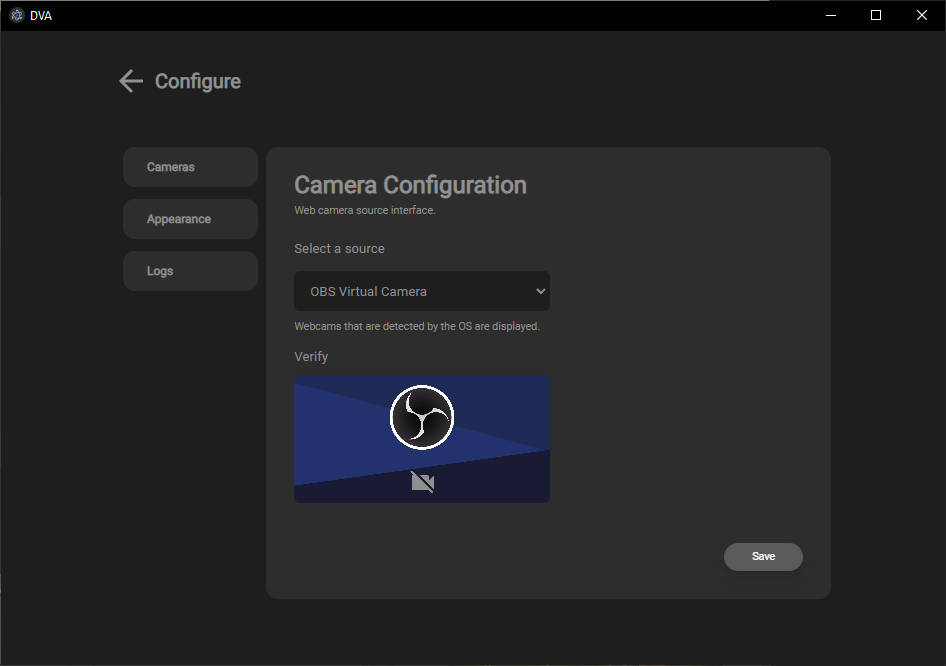 DVA
Configure
Cameras
Appearance
Logs
Camera Configuration
Web camera source interface.
Select a source
OBS Virtual Camera
Webcams that are detected by the OS are displayed.
Verify
Save